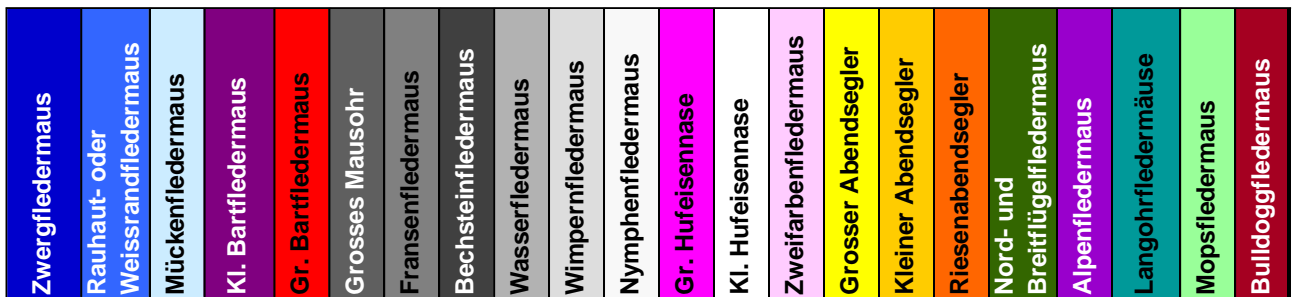 Zwergfledermaus
Rauhaut- oder
Weissrandfledermaus
Mückenfledermaus
Kl. Bartfledermaus
Gr. Bartfledermaus
Grosses Mausohr
Fransenfledermaus
Bechsteinfledermaus
Wasserfledermaus
Wimpernfledermaus
Nymphenfledermaus
Gr. Hufeisennase
Kl. Hufeisennase
Zweifarbenfledermaus
Grosser Abendsegler
Kleiner Abendsegler
Riesenabendsegler
Nord- und
Breitflügelfledermaus
Alpenfledermaus
Langohrfledermäuse
Mopsfledermaus
Bulldoggfledermaus